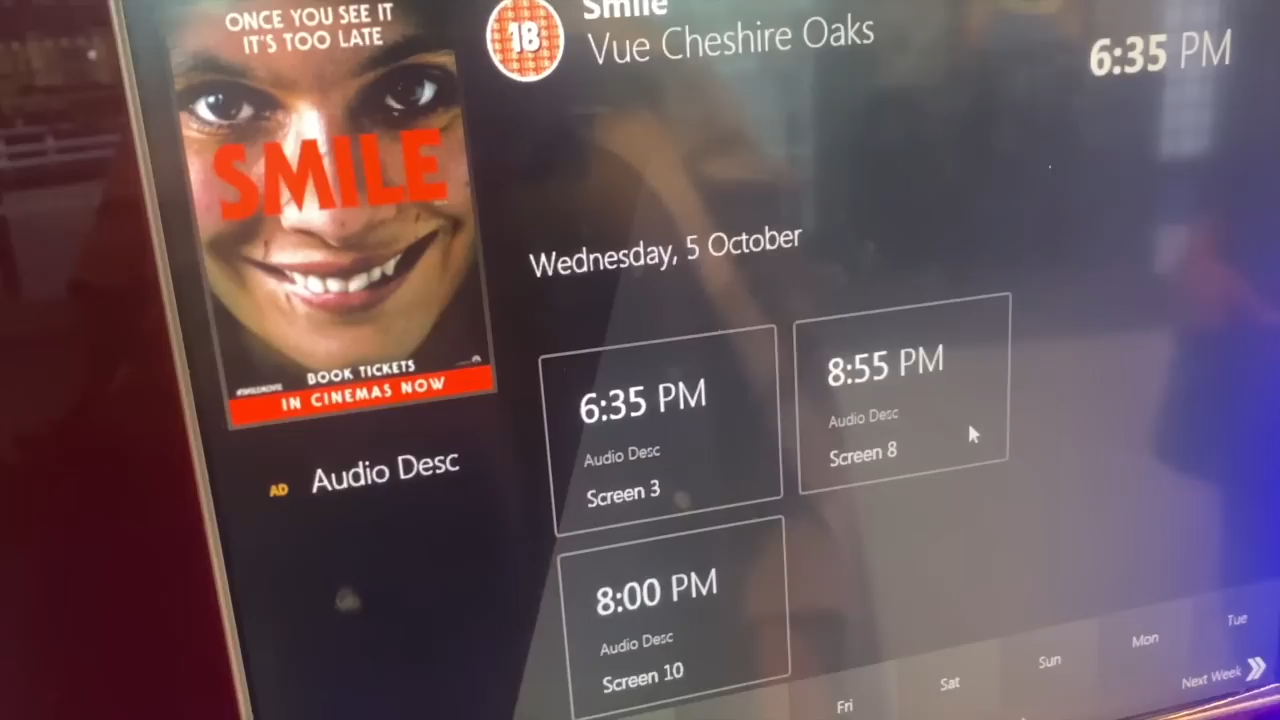 ONCE YOU SEE IT
IT'S TOO LATE
SMILE
BOOK TICKETS
IN CINEMAS NOW
AD Audio Desc
18
Smile
Vue Cheshire Oaks
6:35 PM
Wednesday, 5 October
6:35 PM
Audio Desc
Screen 3
8:55 PM
Audio Desc
Screen 8
8:00 PM
Audio Desc
Screen 10
Fri
Sat
Sun
Mon
Tue
Next Week